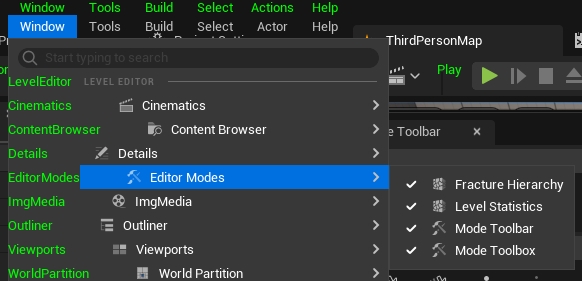 Window Tools Build Select Actions Help
Window Tools Build Select Actor Help
ThirdPersonMap
Start typing to search
Play
LevelEditor LEVEL EDITOR
Cinematics Cinematics
ContentBrowser Content Browser
Toolbar
Details Details
EditorModes Editor Modes
Fracture Hierarchy
ImgMedia ImgMedia
Level Statistics
Outliner Outliner
Mode Toolbar
Viewports Viewports
Mode Toolbox
WorldPartition World Partition